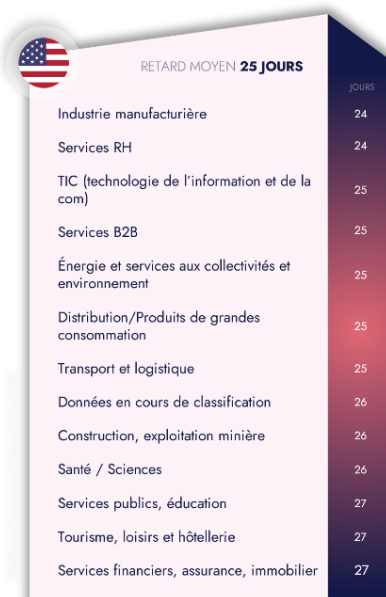 RETARD MOYEN 25 JOURS
JOURS
Industrie manufacturière 24
Services RH 24
TIC (technologie de l'information et de la
com) 25
Services B2B 25
Énergie et services aux collectivités et
environnement 25
Distribution/Produits de grandes
consommation 25
Transport et logistique 25
Données en cours de classification 26
Construction, exploitation minière 26
Santé / Sciences 26
Services publics, éducation 27
Tourisme, loisirs et hôtellerie 27
Services financiers, assurance, immobilier 27